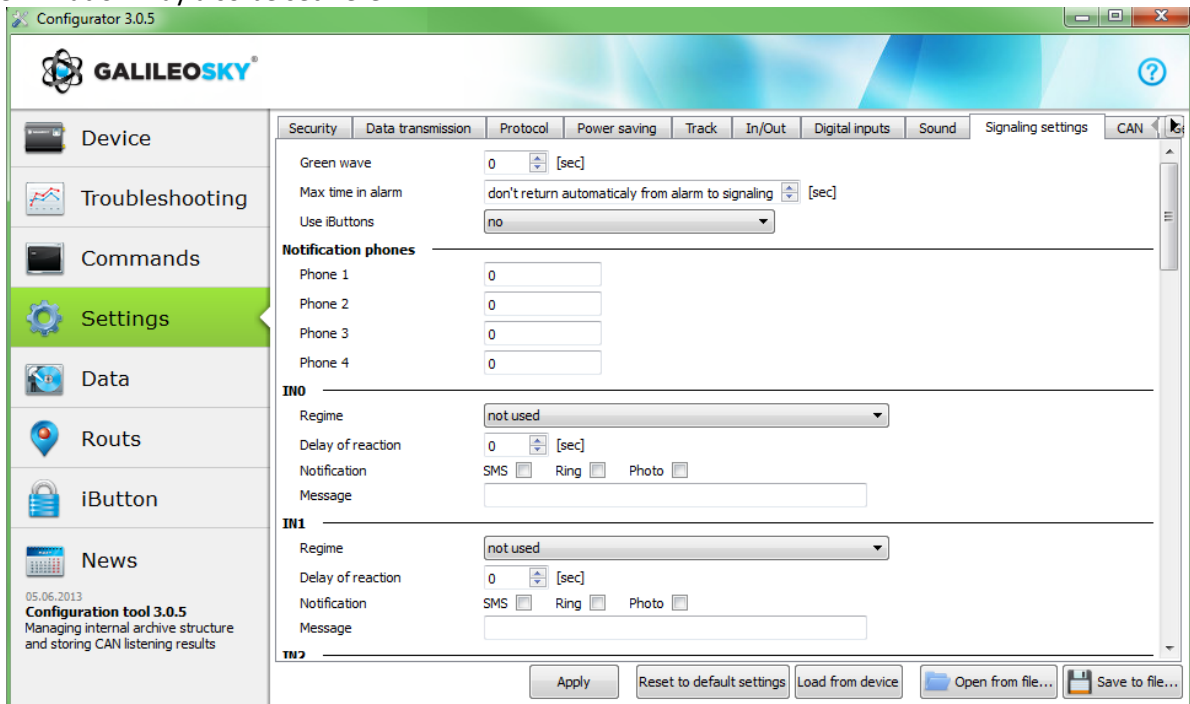 Configurator 3.0.5
GALILEOSKY®
Device
Troubleshooting
Commands
Settings
Data
Routs
iButton
News
05.06.2013
Configuration tool 3.0.5
Managing internal archive structure
and storing CAN listening results
Security Data transmission Protocol Power saving Track In/Out Digital inputs Sound Signaling settings CAN
Green wave 0 [sec]
Max time in alarm don't return automaticaly from alarm to signaling [sec]
Use iButtons no
Notification phones
Phone 1 0
Phone 2 0
Phone 3 0
Phone 4 0
IN0
Regime not used
Delay of reaction 0 [sec]
Notification SMS Ring Photo
Message
IN1
Regime not used
Delay of reaction 0 [sec]
Notification SMS Ring Photo
Message
IN2
Apply Reset to default settings Load from device Open from file... Save to file...